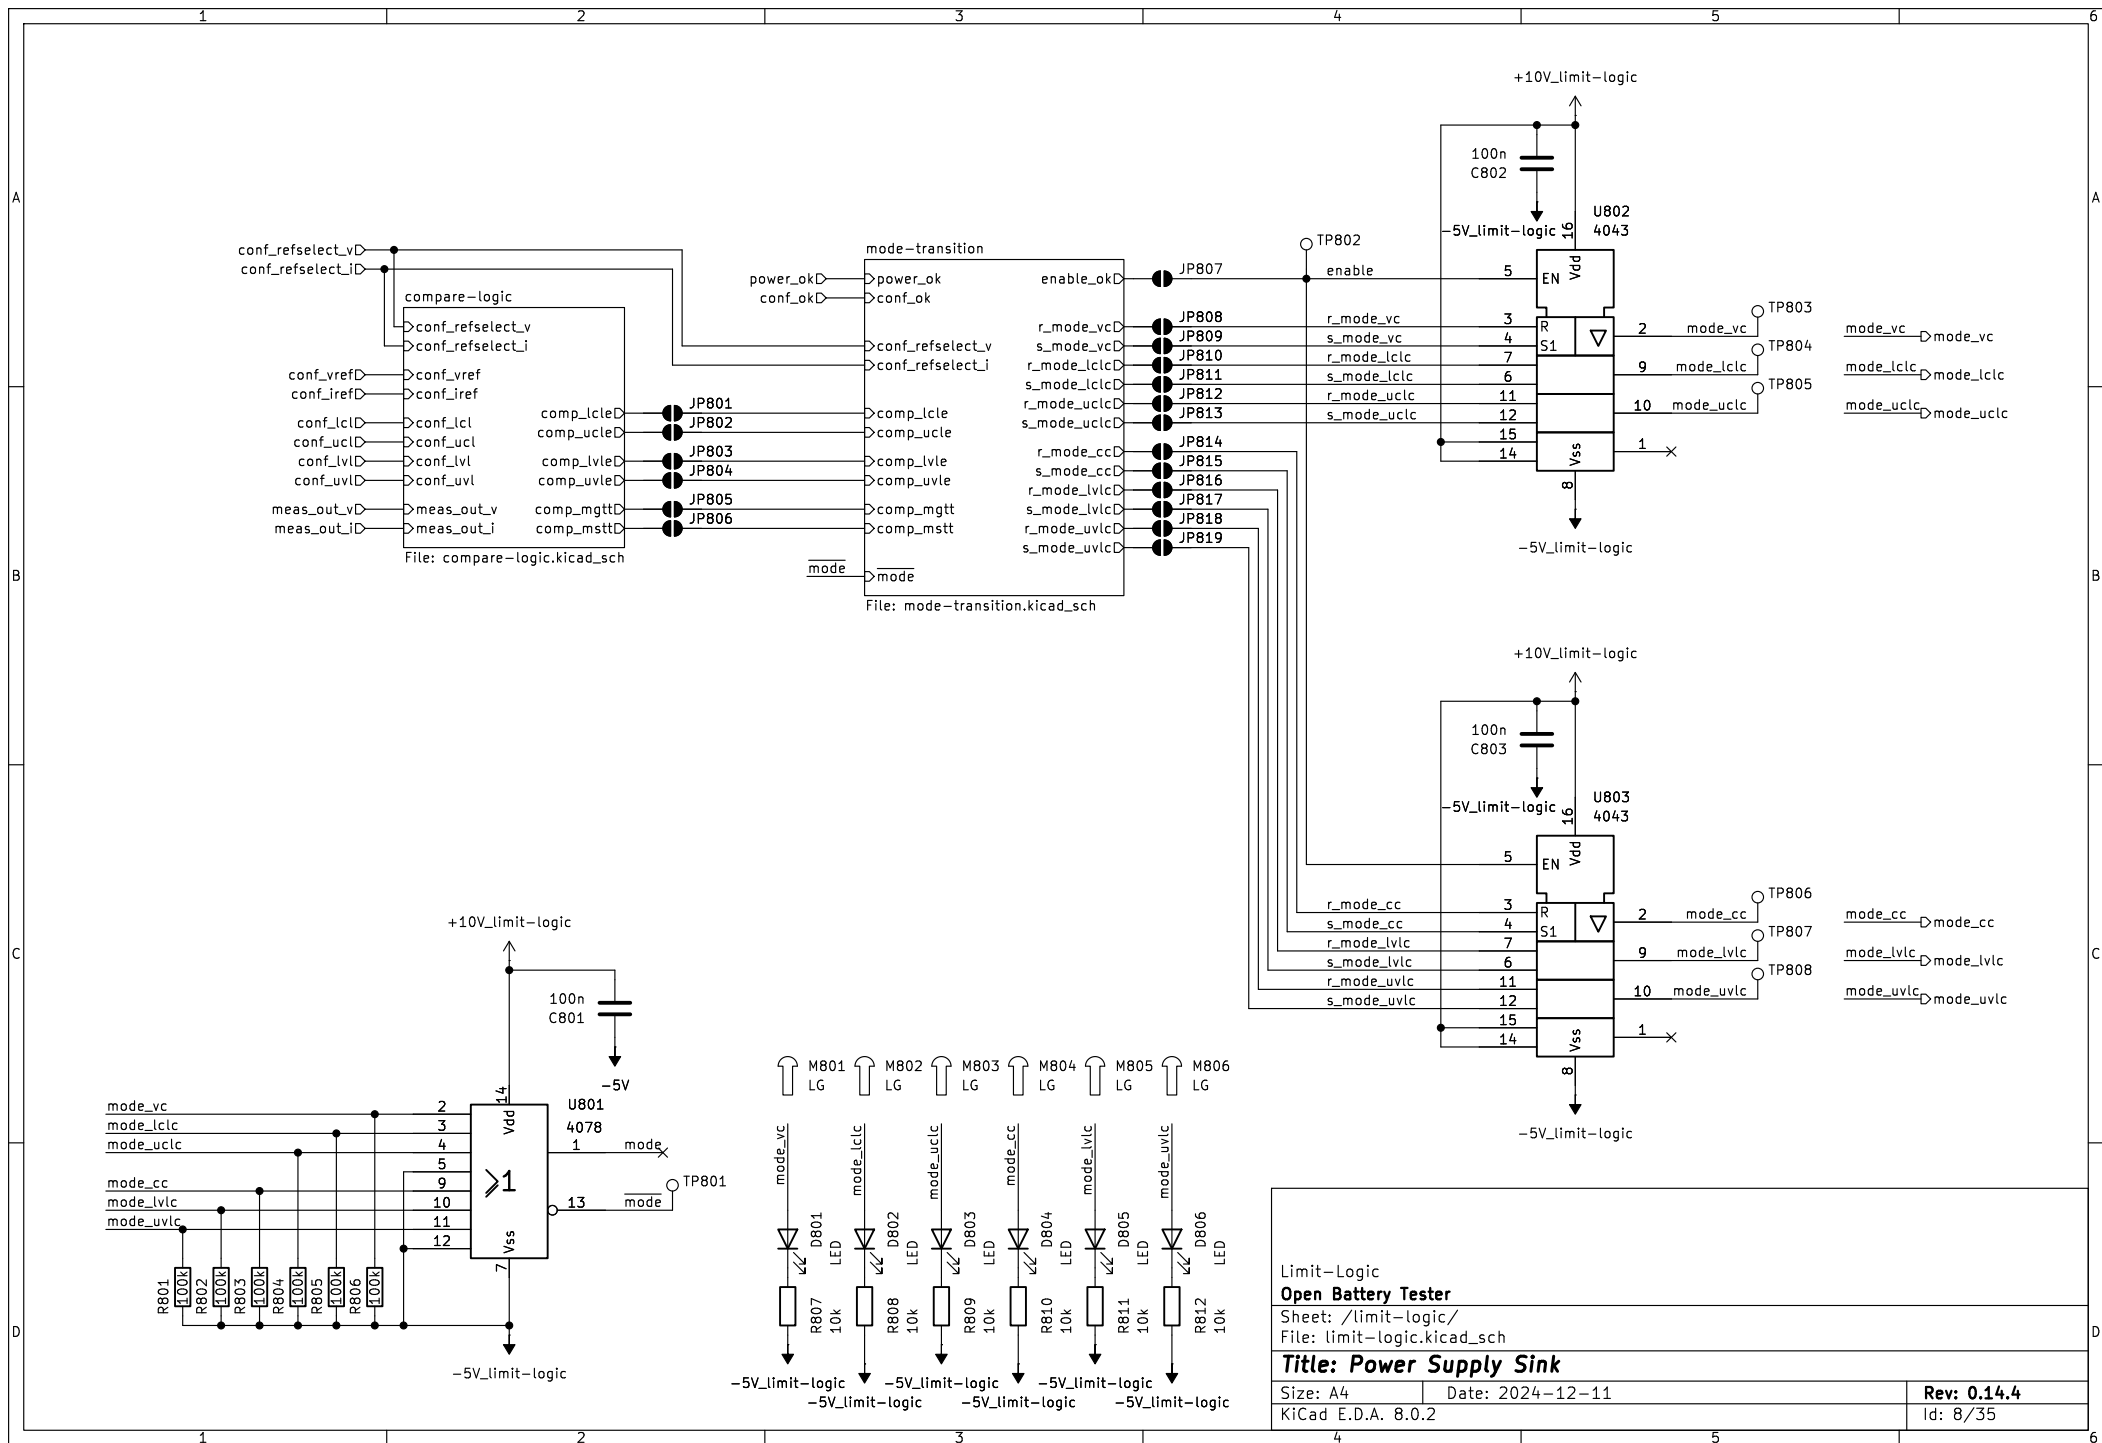 1 2 3 4 5 6
A
B
C
D
A
B
C
D
1 2 3 4 5 6
conf_refselect_v
conf_refselect_i
compare-logic
conf_refselect_v
conf_refselect_i
conf_vref conf_vref
conf_iref conf_iref
comp_lcle JP801
conf_lcl conf_lcl
comp_ucle JP802
conf_ucl conf_ucl
conf_lvl conf_lvl comp_lvle JP803
conf_uvl conf_uvl comp_uvle JP804
meas_out_v meas_out_v comp_mgtt JP805
meas_out_i meas_out_i comp_mstt JP806
File: compare-logic.kicad_sch
mode-transition
power_ok power_ok enable_ok JP807
conf_ok conf_ok
r_mode_vc JP808
conf_refselect_v s_mode_vc JP809
conf_refselect_i r_mode_lclc JP810
s_mode_lclc JP811
r_mode_uclc JP812
comp_lcle s_mode_uclc JP813
comp_ucle
r_mode_cc JP814
comp_lvle s_mode_cc JP815
comp_uvle r_mode_lvlc JP816
comp_mgtt s_mode_lvlc JP817
comp_mstt r_mode_uvlc JP818
s_mode_uvlc JP819
mode mode
File: mode-transition.kicad_sch
+10V_limit-logic
100n
C802
-5V_limit-logic
U802
4043
16
Vdd
TP802
enable 5 EN
r_mode_vc 3 R
s_mode_vc 4 S1
r_mode_lclc 7
s_mode_lclc 6
r_mode_uclc 11
s_mode_uclc 12
15
14
Vss
8
-5V_limit-logic
2 mode_vc TP803
9 mode_lclc TP804
10 mode_uclc TP805
1
mode_vc mode_vc
mode_lclc mode_lclc
mode_uclc mode_uclc
+10V_limit-logic
100n
C803
-5V_limit-logic
U803
4043
16
Vdd
5 EN
r_mode_cc 3 R
s_mode_cc 4 S1
r_mode_lvlc 7
s_mode_lvlc 6
r_mode_uvlc 11
s_mode_uvlc 12
15
14
Vss
8
-5V_limit-logic
2 mode_cc TP806
9 mode_lvlc TP807
10 mode_uvlc TP808
1
mode_cc mode_cc
mode_lvlc mode_lvlc
mode_uvlc mode_uvlc
+10V_limit-logic
100n
C801
-5V
14
Vdd
U801
4078
mode_vc 2
mode_lclc 3
mode_uclc 4
5
mode_cc 9
mode_lvlc 10
mode_uvlc 11
12
≥1
1 mode
13 mode TP801
Vss
7
R801 100k
R802 100k
R803 100k
R804 100k
R805 100k
R806 100k
-5V_limit-logic
M801 M802 M803 M804 M805 M806
LG LG LG LG LG LG
mode_vc
mode_lclc
mode_uclc
mode_cc
mode_lvlc
mode_uvlc
D801 LED
D802 LED
D803 LED
D804 LED
D805 LED
D806 LED
R807 10k
R808 10k
R809 10k
R810 10k
R811 10k
R812 10k
-5V_limit-logic -5V_limit-logic -5V_limit-logic
-5V_limit-logic -5V_limit-logic -5V_limit-logic
Limit-Logic
Open Battery Tester
Sheet: /limit-logic/
File: limit-logic.kicad_sch
Title: Power Supply Sink
Size: A4 Date: 2024-12-11 Rev: 0.14.4
KiCad E.D.A. 8.0.2 Id: 8/35